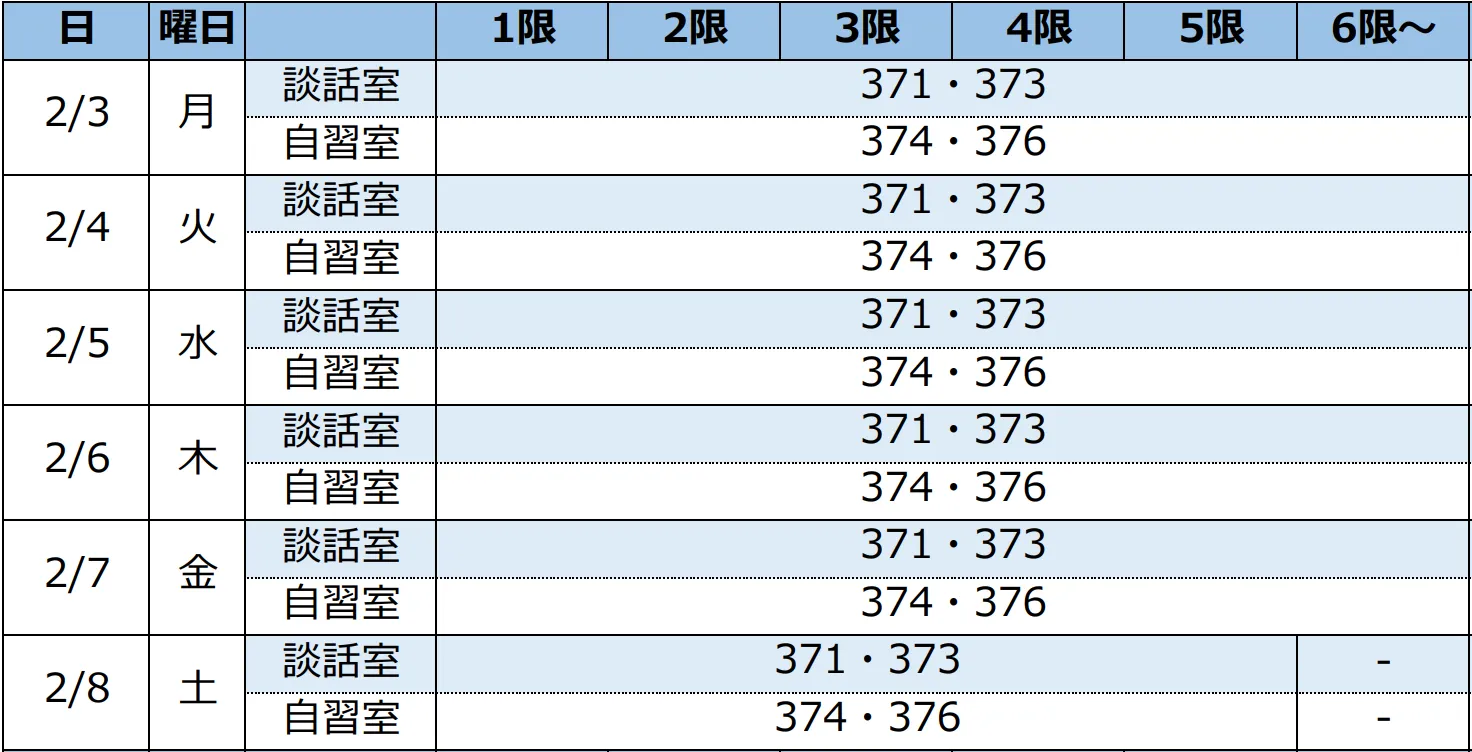 日 曜日 1限 2限 3限 4限 5限 6限～
2/3 月 談話室 371・373
自習室 374・376
2/4 火 談話室 371・373
自習室 374・376
2/5 水 談話室 371・373
自習室 374・376
2/6 木 談話室 371・373
自習室 374・376
2/7 金 談話室 371・373
自習室 374・376
2/8 土 談話室 371・373 -
自習室 374・376 -